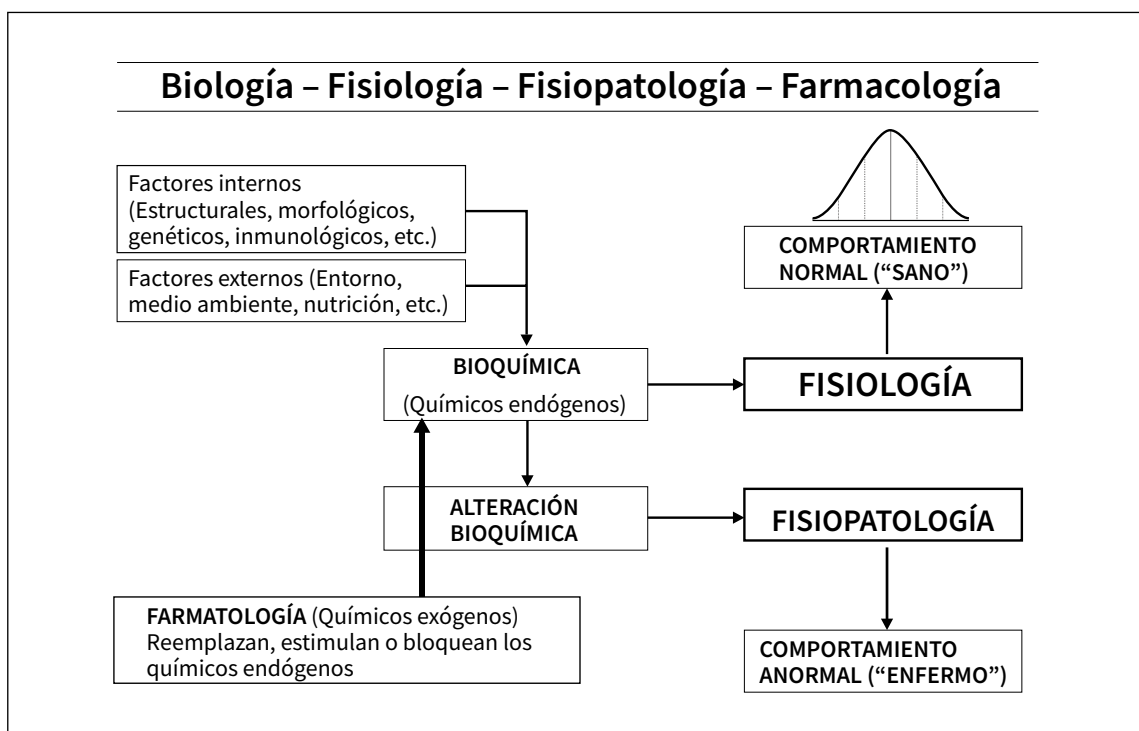 Biología – Fisiología – Fisiopatología – Farmacología
Factores internos
(Estructurales, morfológicos,
genéticos, inmunológicos, etc.)
Factores externos (Entorno,
medio ambiente, nutrición, etc.)
COMPORTAMIENTO
NORMAL (“SANO”)
BIOQUÍMICA
(Químicos endógenos)
FISIOLOGÍA
ALTERACIÓN
BIOQUÍMICA
FISIOPATOLOGÍA
FARMATOLOGÍA (Químicos exógenos)
Reemplazan, estimulan o bloquean los
químicos endógenos
COMPORTAMIENTO
ANORMAL (“ENFERMO”)